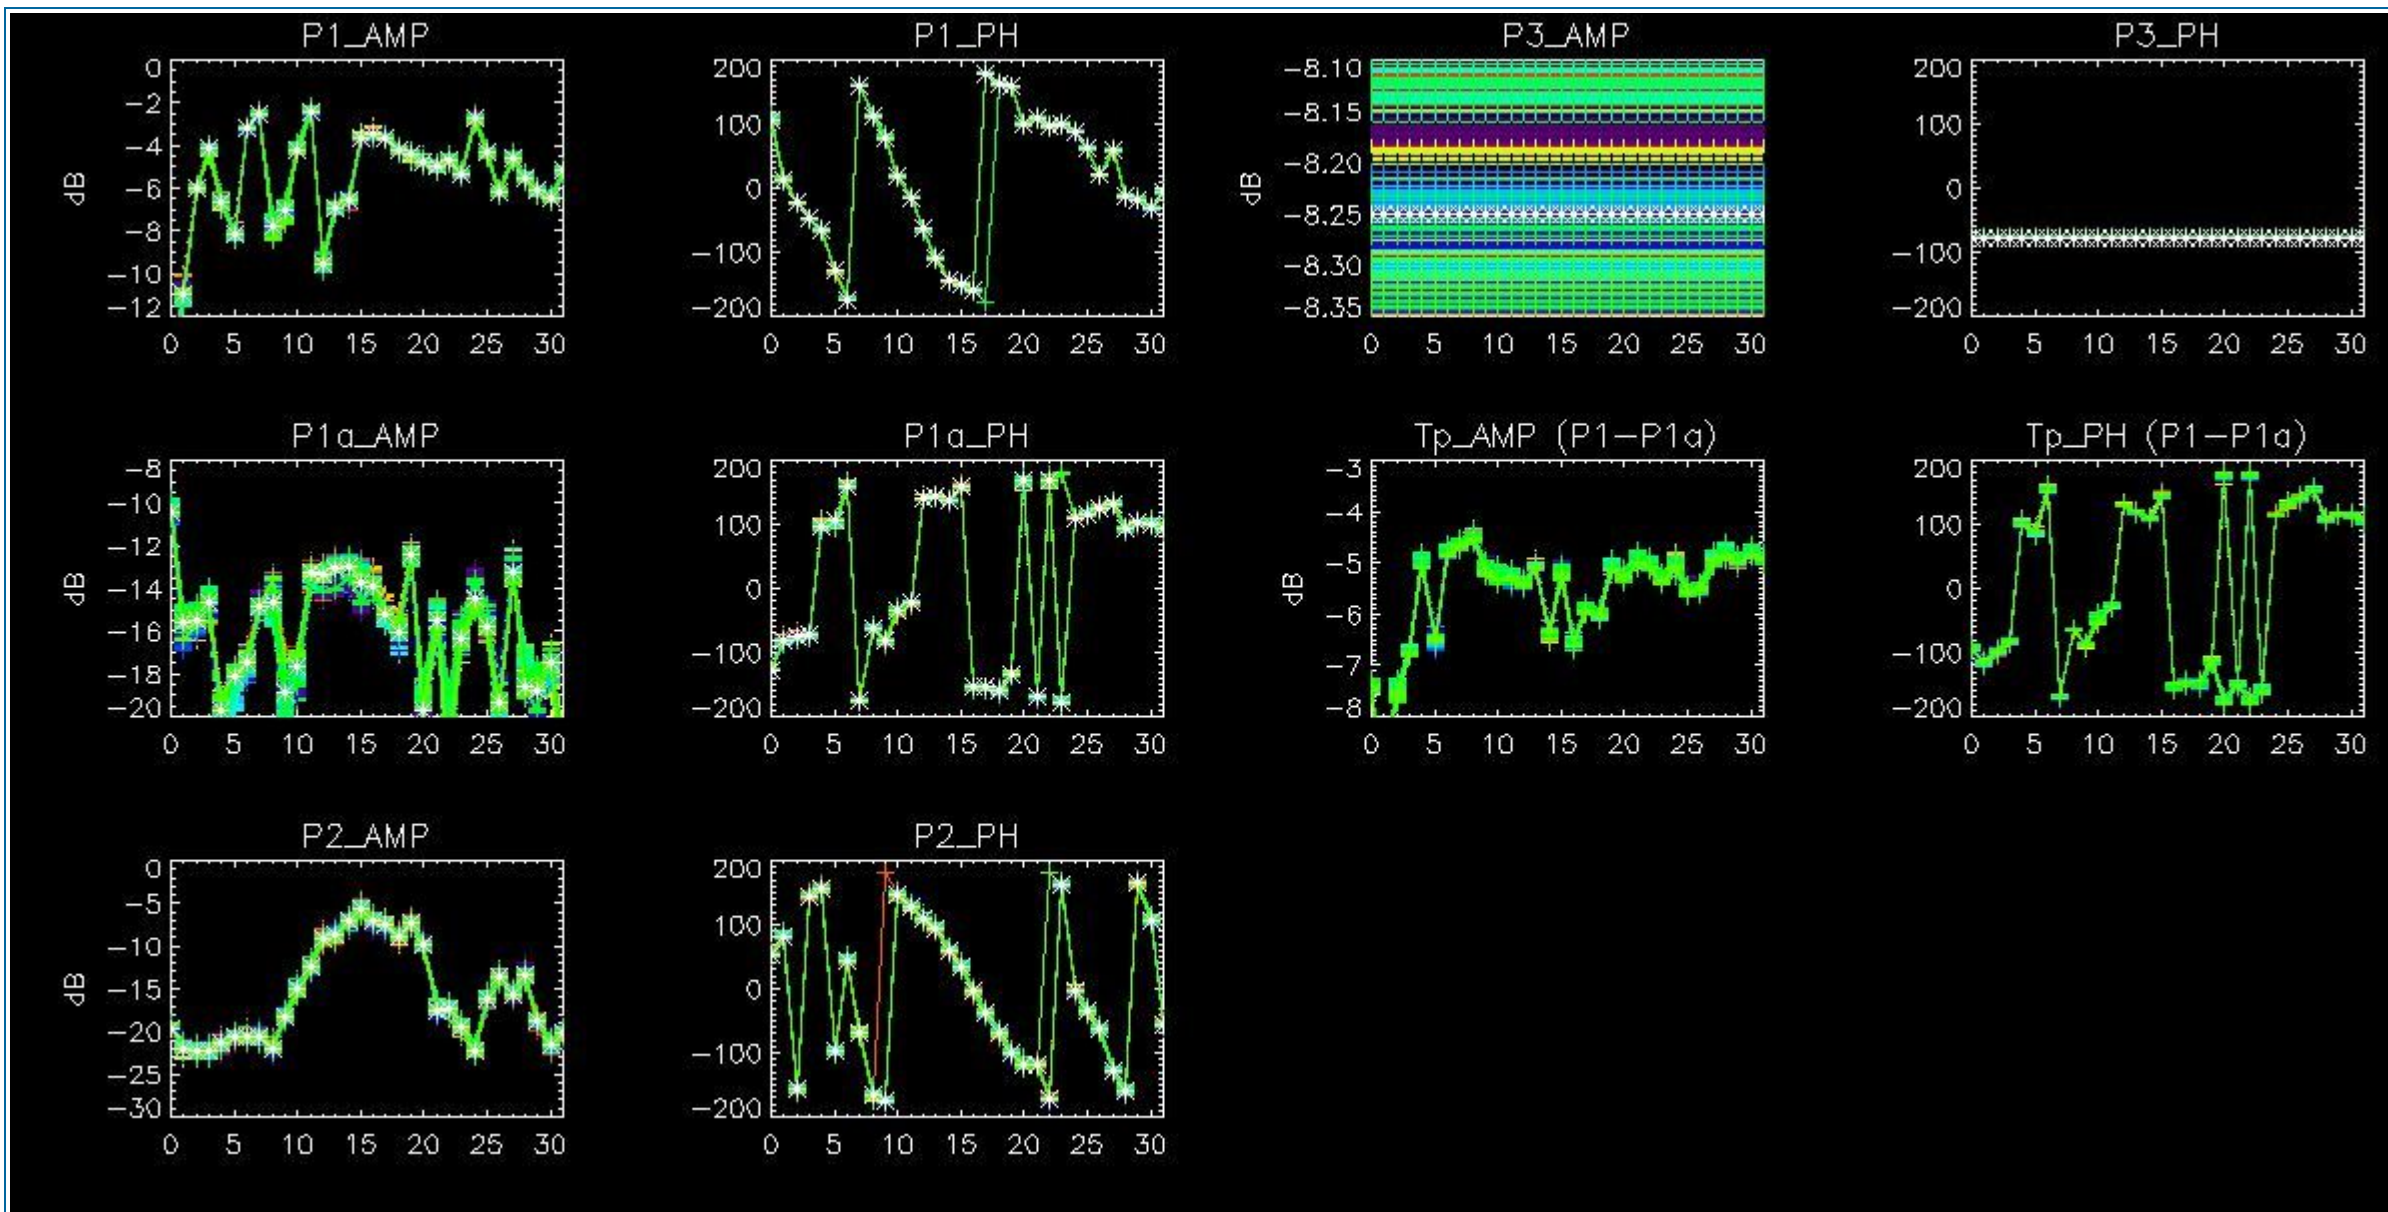 P1_AMP
0
−2
−4
−6
−8
−10
−12
dB
0 5 10 15 20 25 30
P1_PH
200
100
0
−100
−200
0 5 10 15 20 25 30
P3_AMP
−8.10
−8.15
−8.20
−8.25
−8.30
−8.35
dB
0 5 10 15 20 25 30
P3_PH
200
100
0
−100
−200
0 5 10 15 20 25 30
P1a_AMP
−8
−10
−12
−14
−16
−18
−20
dB
0 5 10 15 20 25 30
P1a_PH
200
100
0
−100
−200
0 5 10 15 20 25 30
Tp_AMP (P1−P1a)
−3
−4
−5
−6
−7
−8
dB
0 5 10 15 20 25 30
Tp_PH (P1−P1a)
200
100
0
−100
−200
0 5 10 15 20 25 30
P2_AMP
0
−5
−10
−15
−20
−25
−30
dB
0 5 10 15 20 25 30
P2_PH
200
100
0
−100
−200
0 5 10 15 20 25 30